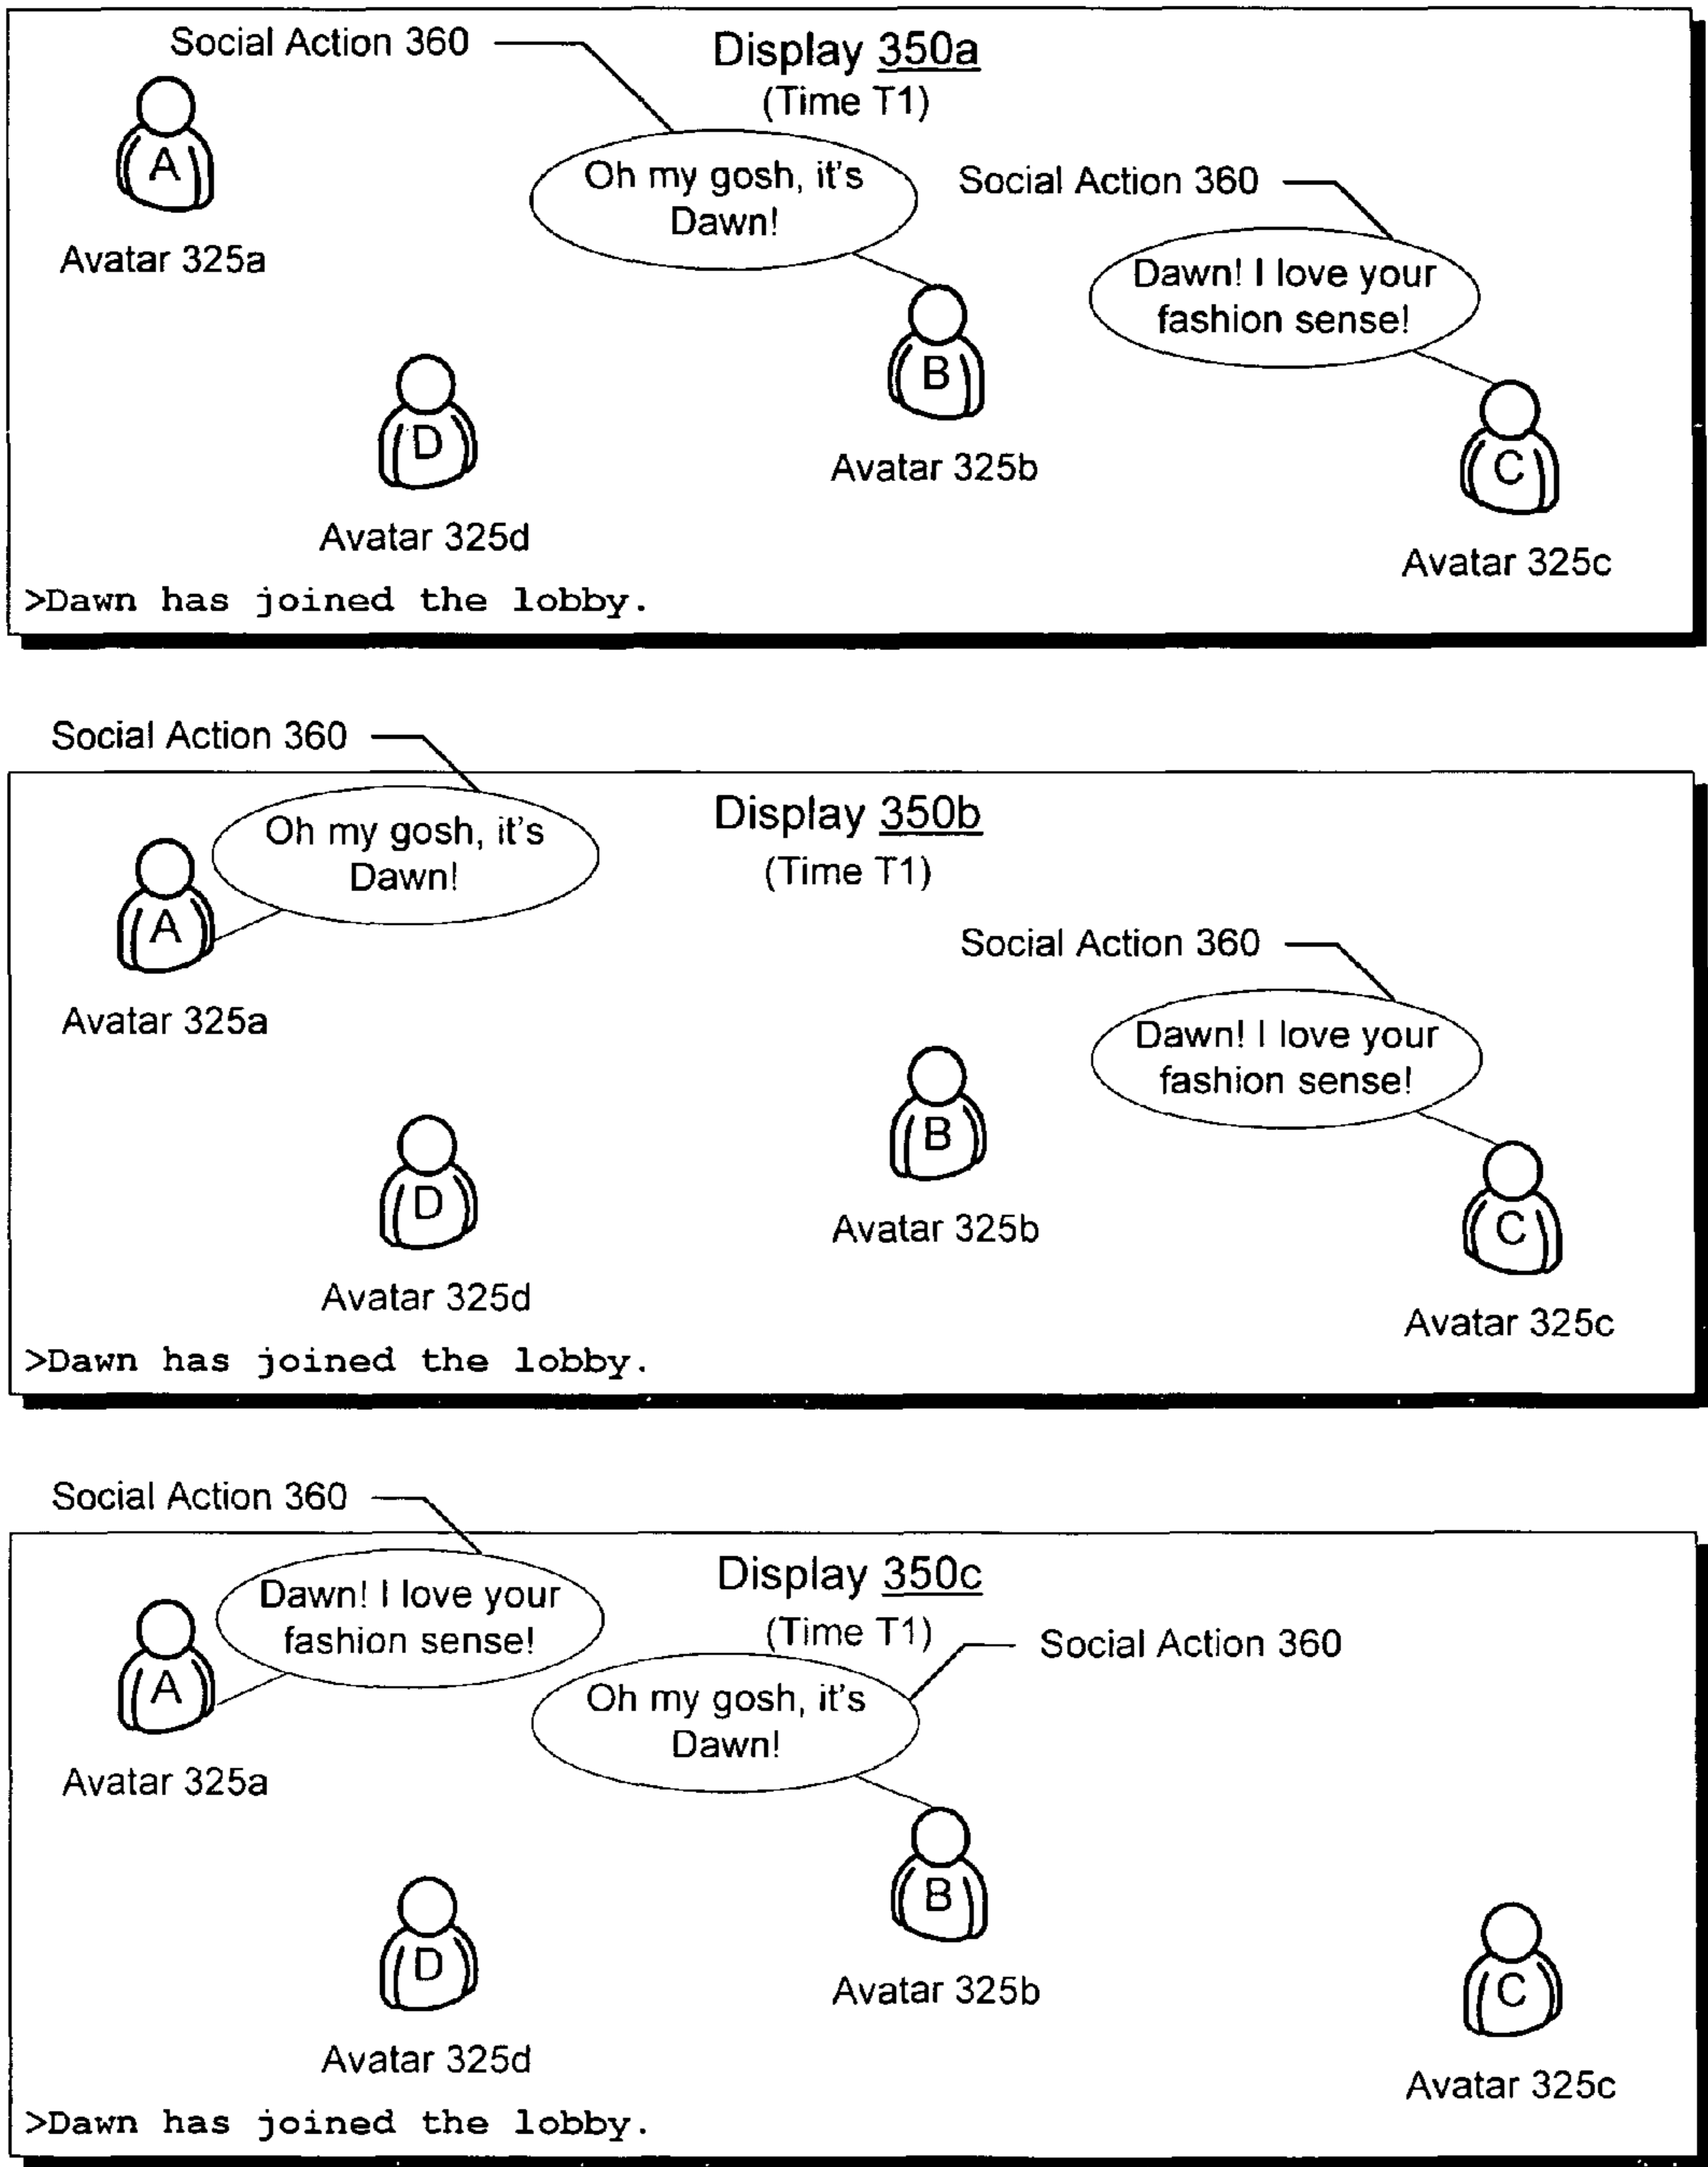 Social Action 360
Display 350a
(Time T1)
Oh my gosh, it's
Dawn!
Social Action 360
Dawn! I love your
fashion sense!
A
Avatar 325a
B
Avatar 325b
D
Avatar 325d
C
Avatar 325c
>Dawn has joined the lobby.
Social Action 360
Display 350b
(Time T1)
Oh my gosh, it's
Dawn!
A
Avatar 325a
Social Action 360
Dawn! I love your
fashion sense!
B
Avatar 325b
D
Avatar 325d
C
Avatar 325c
>Dawn has joined the lobby.
Social Action 360
Display 350c
(Time T1)
Dawn! I love your
fashion sense!
Social Action 360
A
Avatar 325a
Oh my gosh, it's
Dawn!
B
Avatar 325b
D
Avatar 325d
C
Avatar 325c
>Dawn has joined the lobby.